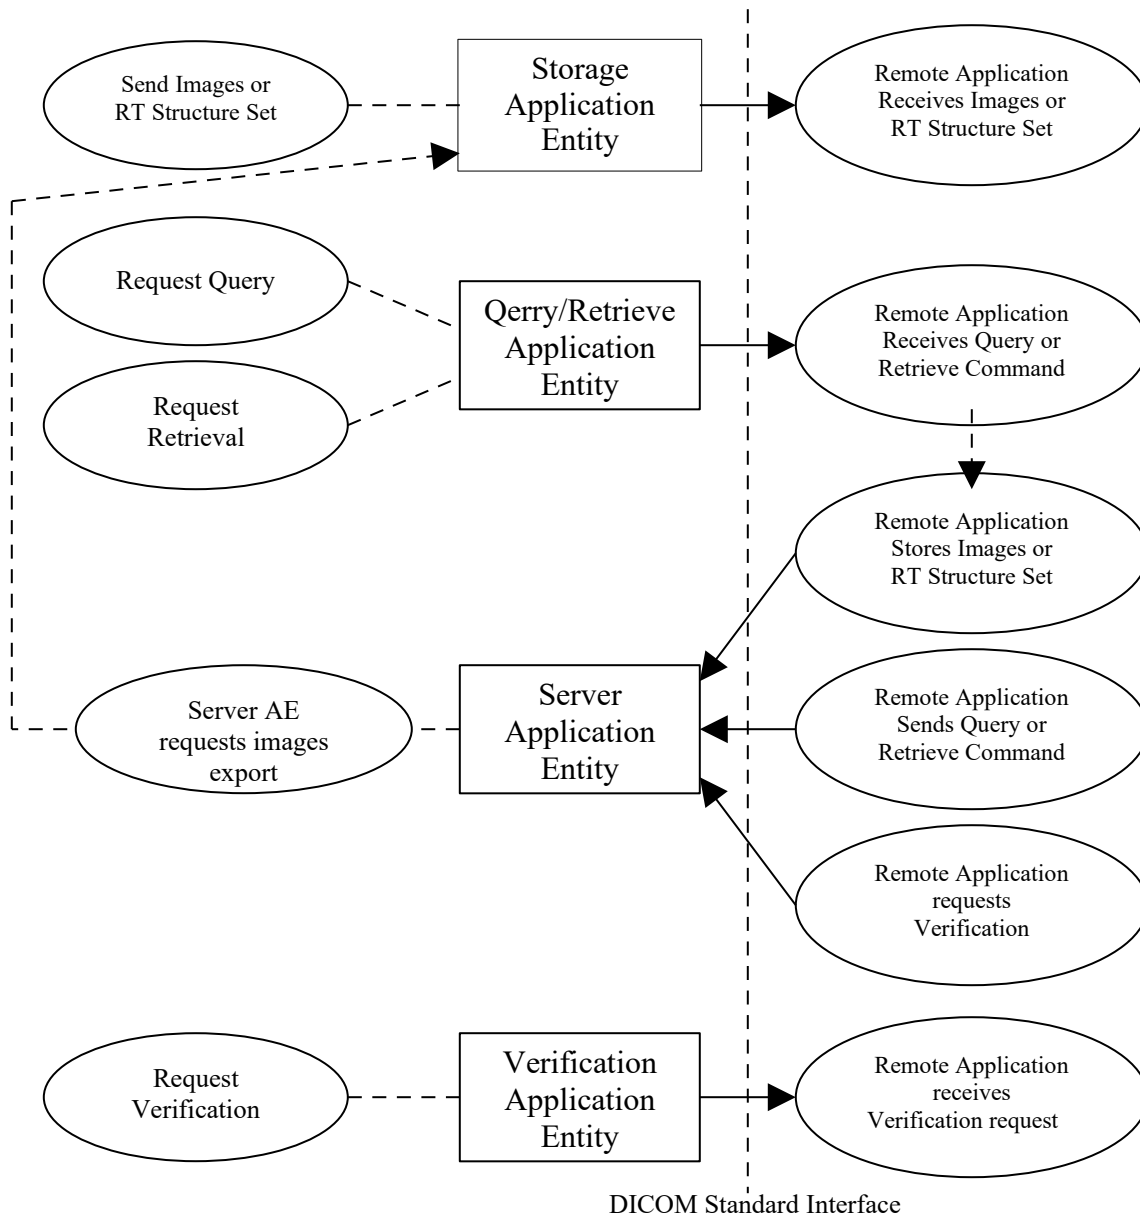 Send Images or
RT Structure Set
Storage
Application
Entity
Remote Application
Receives Images or
RT Structure Set
Request Query
Request
Retrieval
Qerry/Retrieve
Application
Entity
Remote Application
Receives Query or
Retrieve Command
Remote Application
Stores Images or
RT Structure Set
Server AE
requests images
export
Server
Application
Entity
Remote Application
Sends Query or
Retrieve Command
Remote Application
requests
Verification
Request
Verification
Verification
Application
Entity
Remote Application
receives
Verification request
DICOM Standard Interface